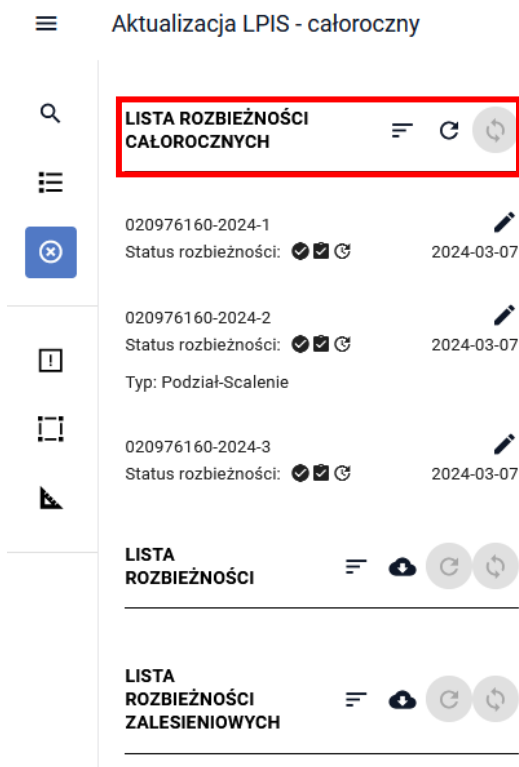 Aktualizacja LPIS - całoroczny
LISTA ROZBIEŻNOŚCI
CAŁOROCZNYCH
020976160-2024-1
Status rozbieżności: 2024-03-07
020976160-2024-2
Status rozbieżności: 2024-03-07
Typ: Podział-Scalenie
020976160-2024-3
Status rozbieżności: 2024-03-07
LISTA
ROZBIEŻNOŚCI
LISTA
ROZBIEŻNOŚCI
ZALESIENIOWYCH